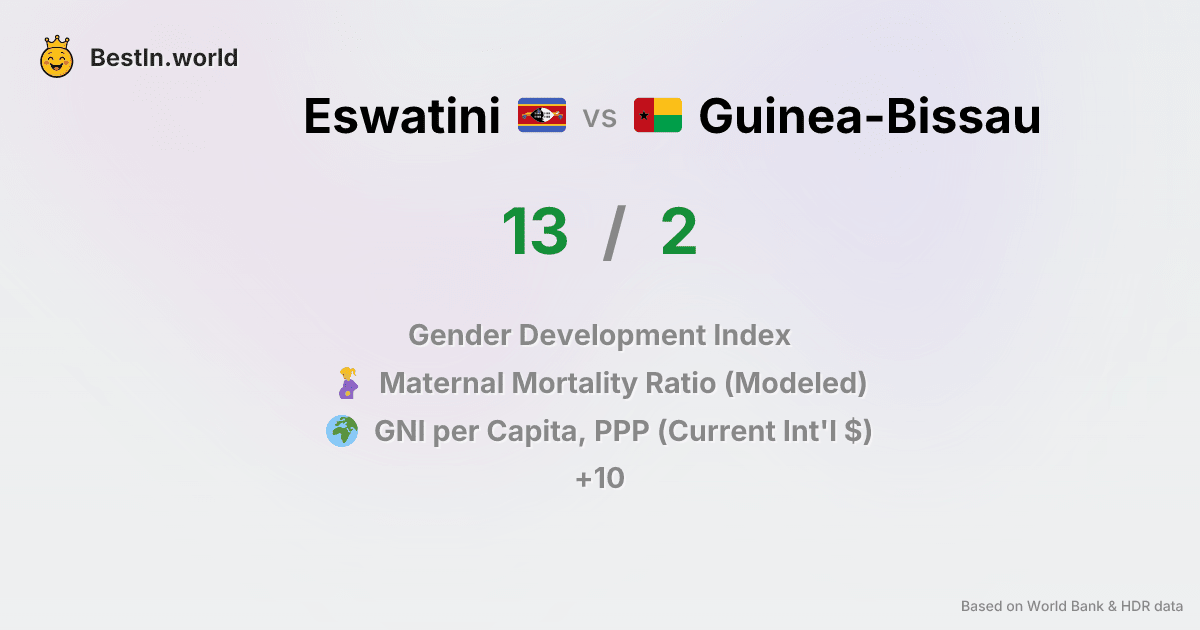 BestIn.world
Eswatini vs Guinea-Bissau
13 / 2
Gender Development Index
Maternal Mortality Ratio (Modeled)
GNI per Capita, PPP (Current Int'l $)
+10
Based on World Bank & HDR data